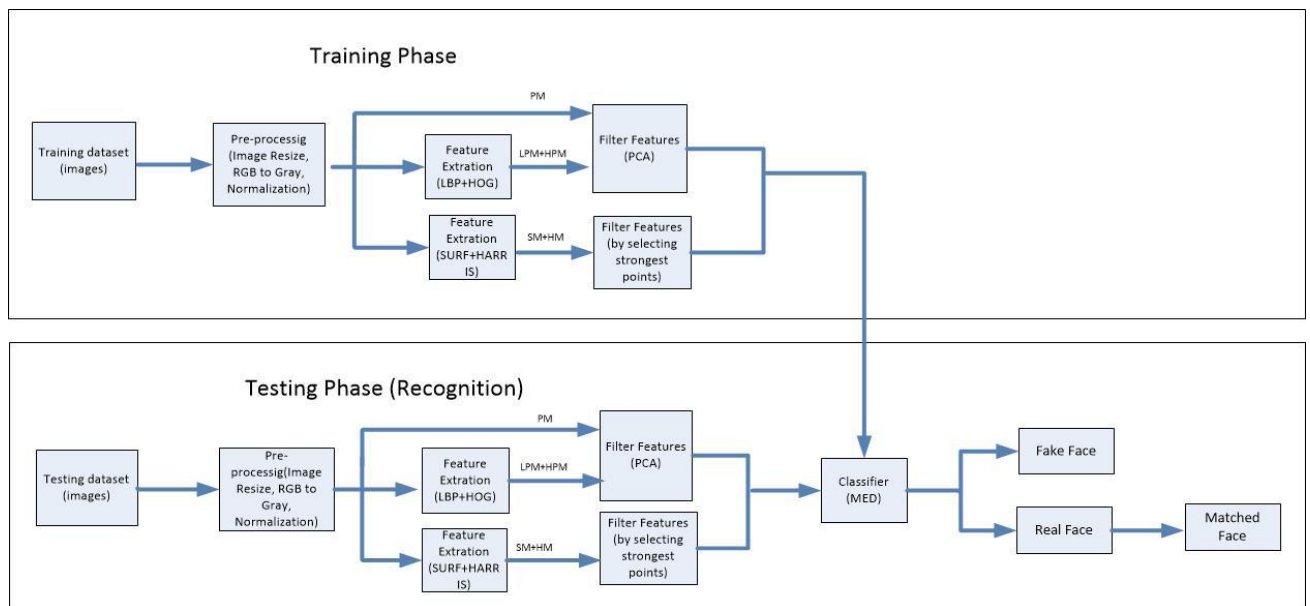 Training Phase
PM
Training dataset
(images)
Pre-processig
(Image Resize,
RGB to Gray,
Normalization)
Feature
Extration
(LBP+HOG)
LPM+HPM
Filter Features
(PCA)
Feature
Extration
(SURF+HARR
IS)
SM+HM
Filter Features
(by selecting
strongest
points)
Testing Phase (Recognition)
PM
Testing dataset
(images)
Pre-
processig(Image
Resize, RGB to
Gray,
Normalization)
Feature
Extration
(LBP+HOG)
LPM+HPM
Filter Features
(PCA)
Feature
Extration
(SURF+HARR
IS)
SM+HM
Filter Features
(by selecting
strongest
points)
Classifier
(MED)
Fake Face
Real Face
Matched
Face